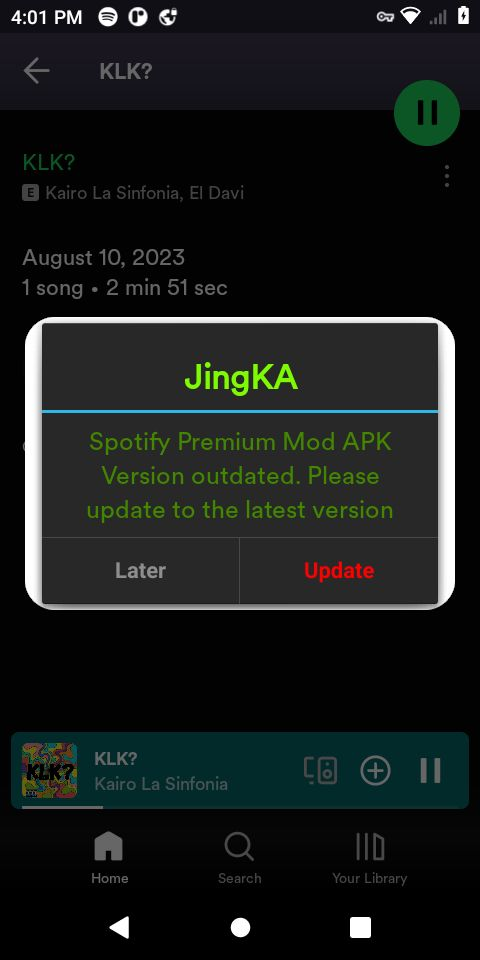 4:01 PM
KLK?
KLK?
E Kairo La Sinfonia, El Davi
August 10, 2023
1 song • 2 min 51 sec
JingKA
Spotify Premium Mod APK
Version outdated. Please
update to the latest version
Later
Update
KLK?
KLK?
Kairo La Sinfonia
Home
Search
Your Library